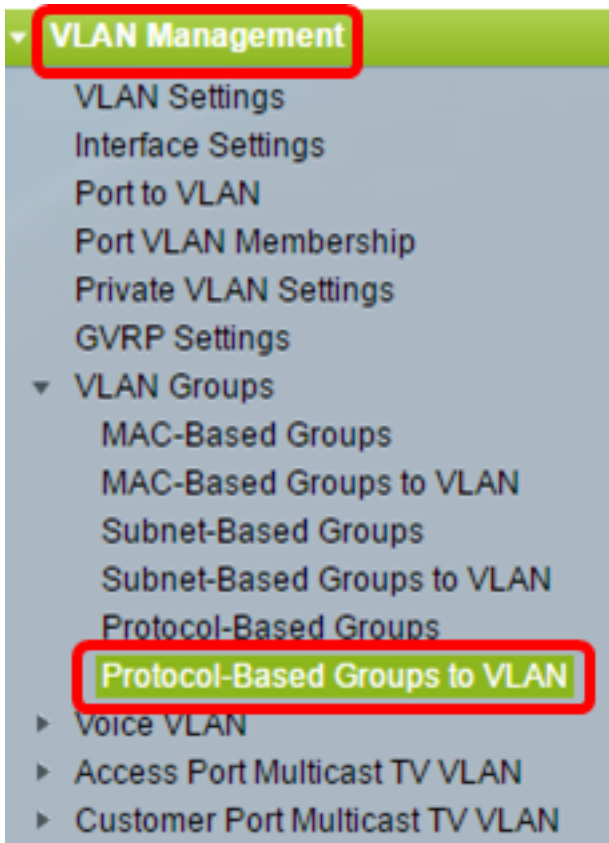 VLAN Management
VLAN Settings
Interface Settings
Port to VLAN
Port VLAN Membership
Private VLAN Settings
GVRP Settings
VLAN Groups
MAC-Based Groups
MAC-Based Groups to VLAN
Subnet-Based Groups
Subnet-Based Groups to VLAN
Protocol-Based Groups
Protocol-Based Groups to VLAN
Voice VLAN
Access Port Multicast TV VLAN
Customer Port Multicast TV VLAN